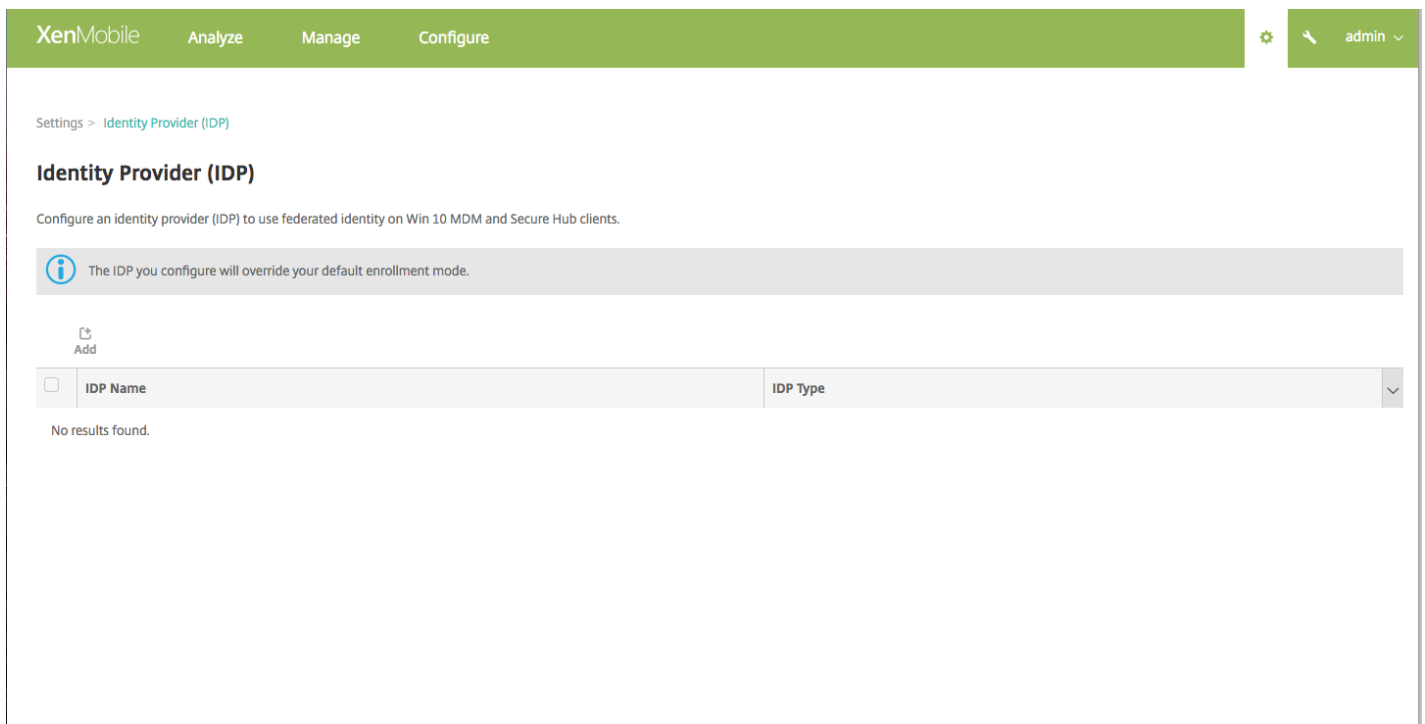 XenMobile Analyze Manage Configure admin
Settings > Identity Provider (IDP)
Identity Provider (IDP)
Configure an identity provider (IDP) to use federated identity on Win 10 MDM and Secure Hub clients.
The IDP you configure will override your default enrollment mode.
Add
IDP Name IDP Type
No results found.